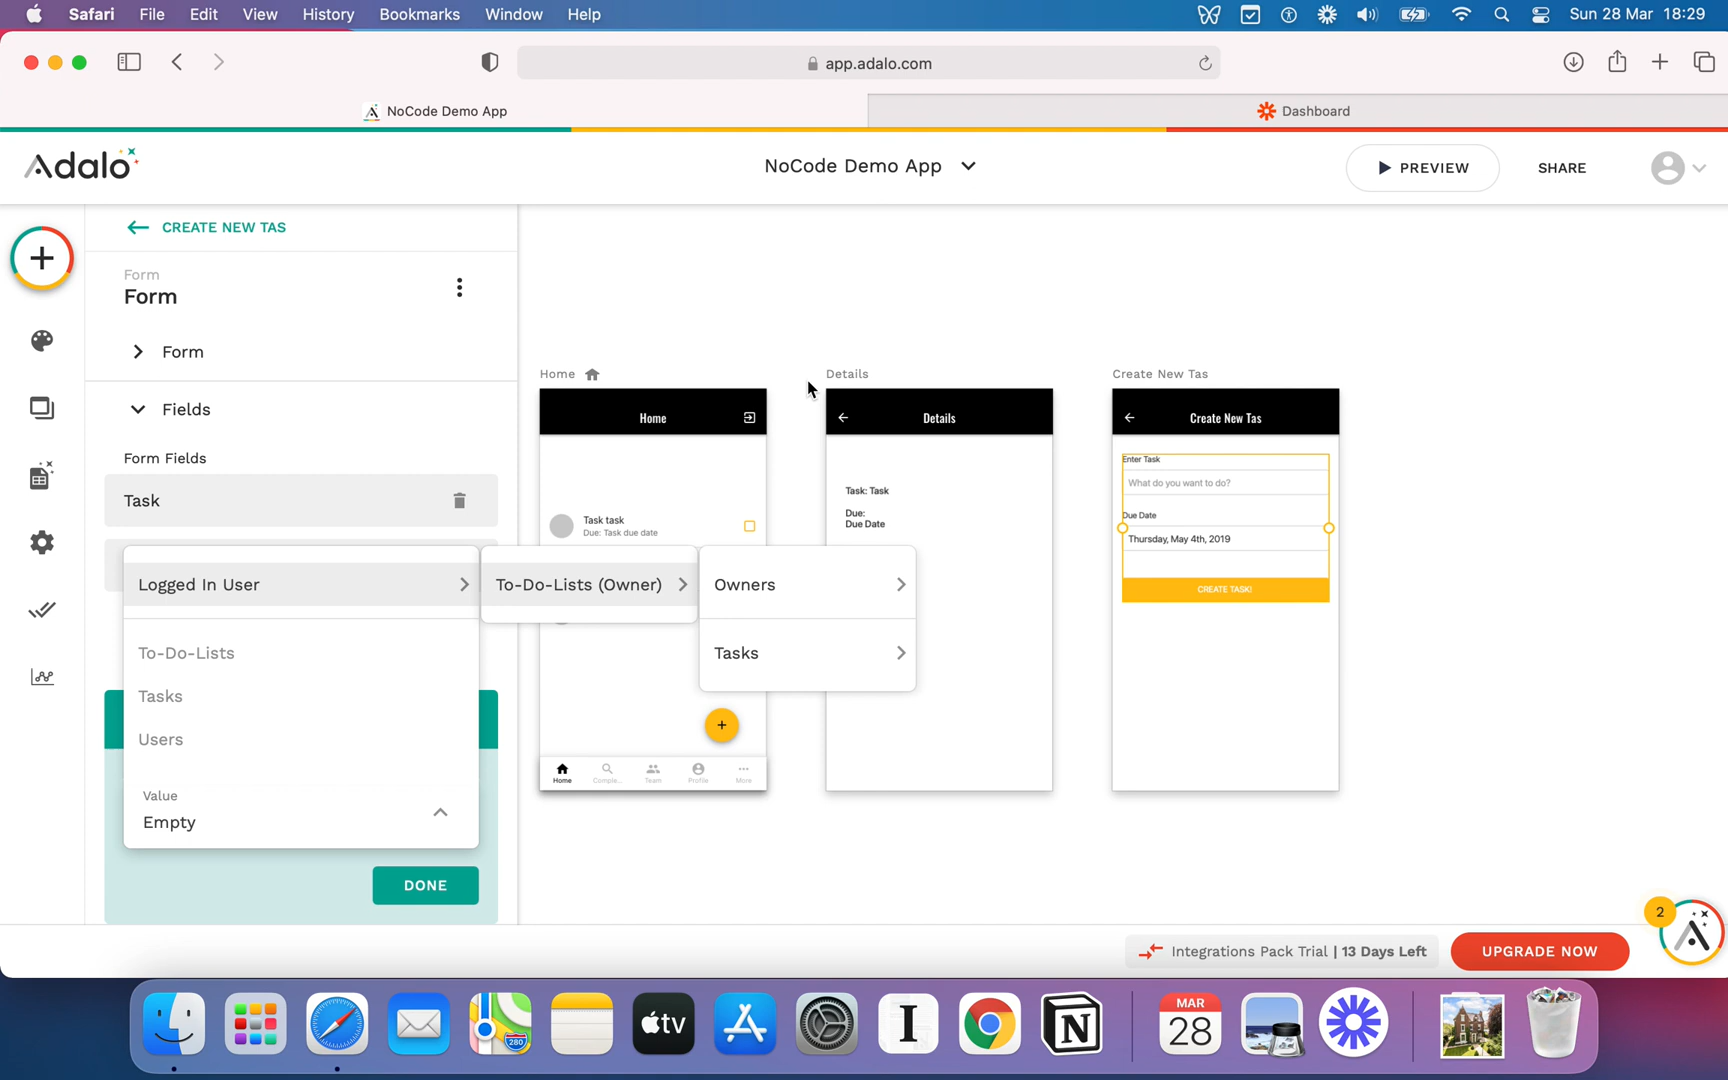 Safari File Edit View History Bookmarks Window Help Sun 28 Mar 18:29
app.adalo.com
NoCode Demo App Dashboard
Adalo NoCode Demo App PREVIEW SHARE
CREATE NEW TAS
Form
Form
Form
Fields
Form Fields
Task
Logged In User
To-Do-Lists
Tasks
Users
Value
Empty
DONE
To-Do-Lists (Owner)
Owners
Tasks
Home
Home
Task task
Due: Task due date
+
Home Comple... Team Profile More
Details
Details
Task: Task
Due:
Due Date
Create New Tas
Create New Tas
Enter Task
What do you want to do?
Due Date
Thursday, May 4th, 2019
CREATE TASK!
2
Integrations Pack Trial | 13 Days Left UPGRADE NOW
280 tv I N MAR
28